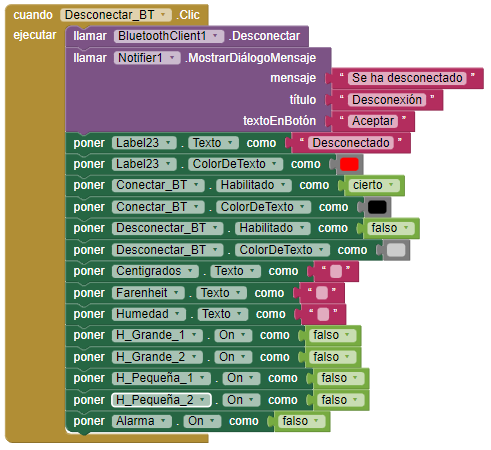 cuando Desconectar_BT .Clic
ejecutar llamar BluetoothClient1 .Desconectar
llamar Notifier1 .MostrarDiálogoMensaje
mensaje " Se ha desconectado "
título " Desconexión "
textoEnBotón " Aceptar "
poner Label23 . Texto como " Desconectado "
poner Label23 . ColorDeTexto como
poner Conectar_BT . Habilitado como cierto
poner Conectar_BT . ColorDeTexto como
poner Desconectar_BT . Habilitado como falso
poner Desconectar_BT . ColorDeTexto como
poner Centigrados . Texto como " "
poner Farenheit . Texto como " "
poner Humedad . Texto como " "
poner H_Grande_1 . On como falso
poner H_Grande_2 . On como falso
poner H_Pequeña_1 . On como falso
poner H_Pequeña_2 . On como falso
poner Alarma . On como falso